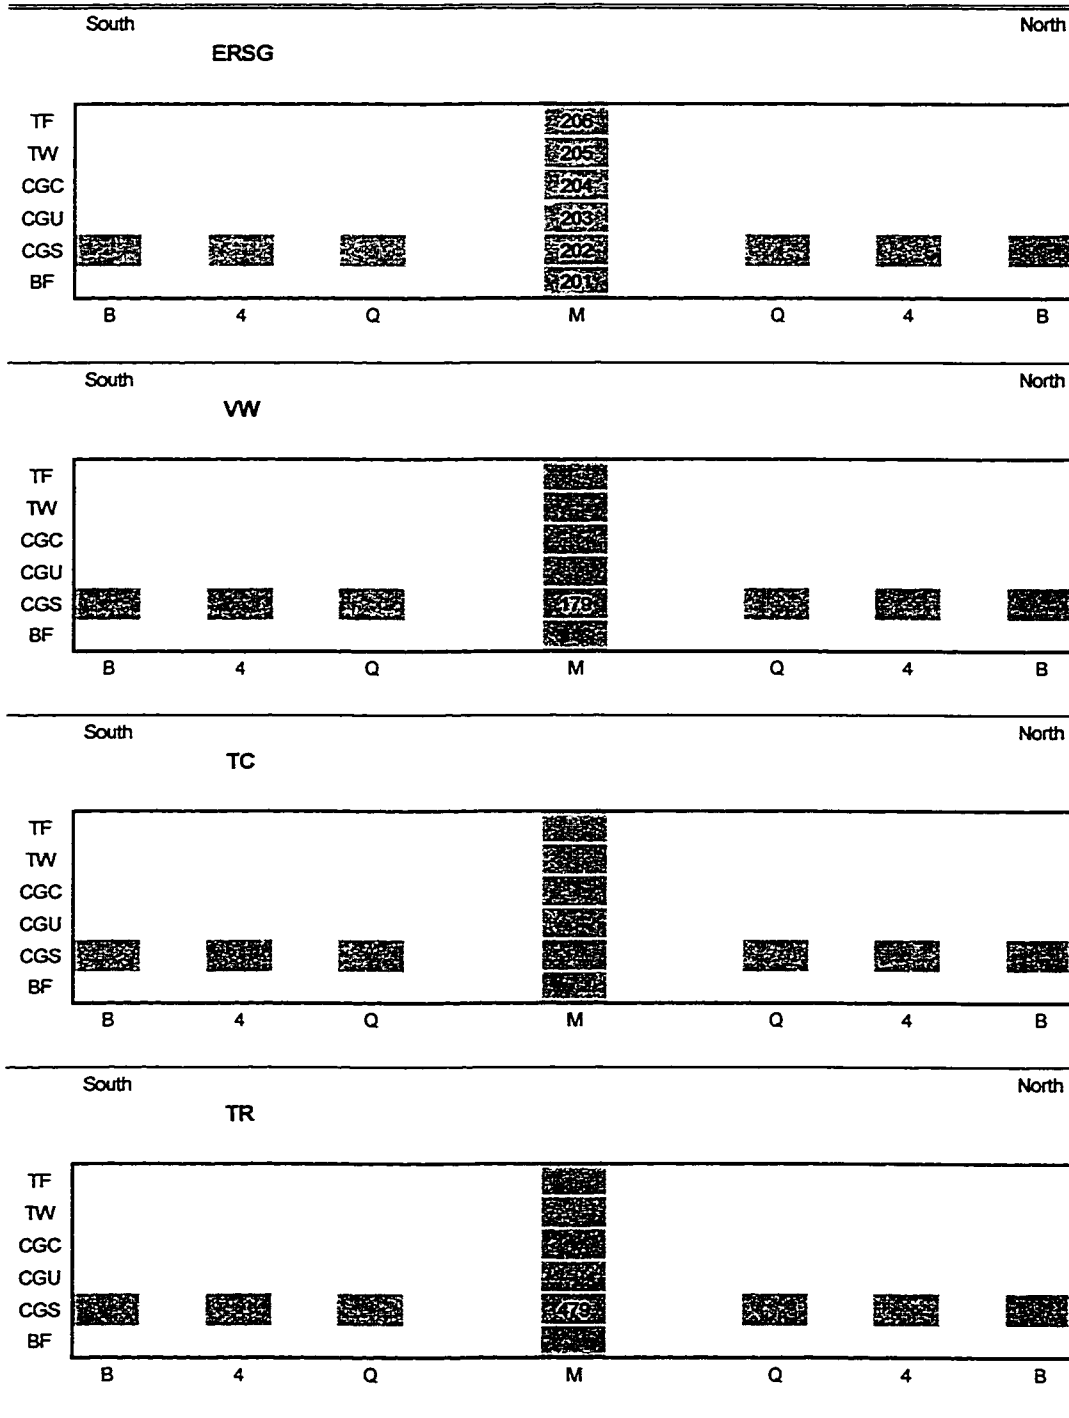 South North
ERSG
TF 206
TW 205
CGC 204
CGU 203
CGS 202
BF 201
B 4 Q M Q 4 B
South North
VW
TF
TW
CGC
CGU
CGS 179
BF
B 4 Q M Q 4 B
South North
TC
TF
TW
CGC
CGU
CGS
BF
B 4 Q M Q 4 B
South North
TR
TF
TW
CGC
CGU
CGS 479
BF
B 4 Q M Q 4 B